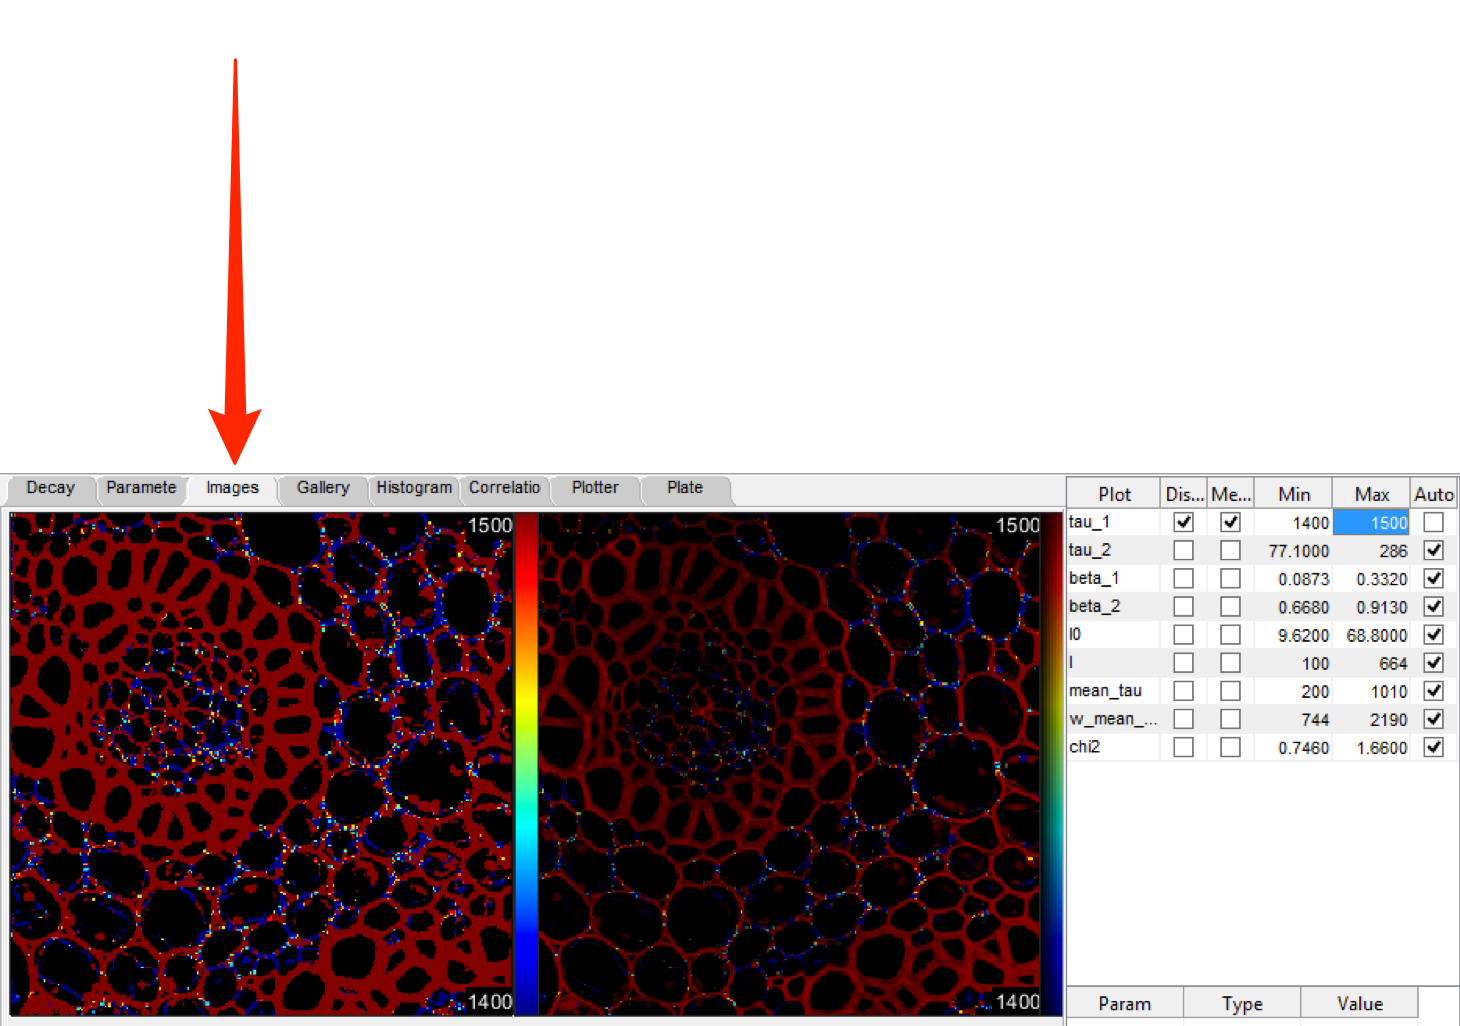 Decay Paramete Images Gallery Histogram Correlatio Plotter Plate
1500 1500
1400 1400
Plot Dis... Me... Min Max Auto
tau_1 1400 1500
tau_2 77.1000 286
beta_1 0.0873 0.3320
beta_2 0.6680 0.9130
I0 9.6200 68.8000
I 100 664
mean_tau 200 1010
w_mean_... 744 2190
chi2 0.7460 1.6600
Param Type Value